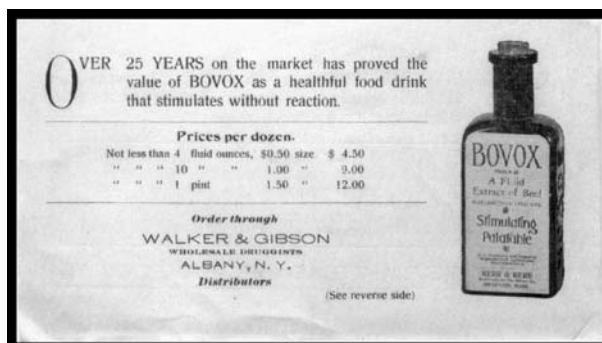 OVER 25 YEARS on the market has proved the
value of BOVOX as a healthful food drink
that stimulates without reaction.
Prices per dozen.
Not less than 4 fluid ounces, $0.50 size $ 4.50
" " " 10 " " 1.00 " 9.00
" " " 1 pint 1.50 " 12.00
Order through
WALKER & GIBSON
WHOLESALE DRUGGISTS
ALBANY, N. Y.
Distributors
(See reverse side)
BOVOX
A Fluid
Extract of Beef
Stimulating
Palatable